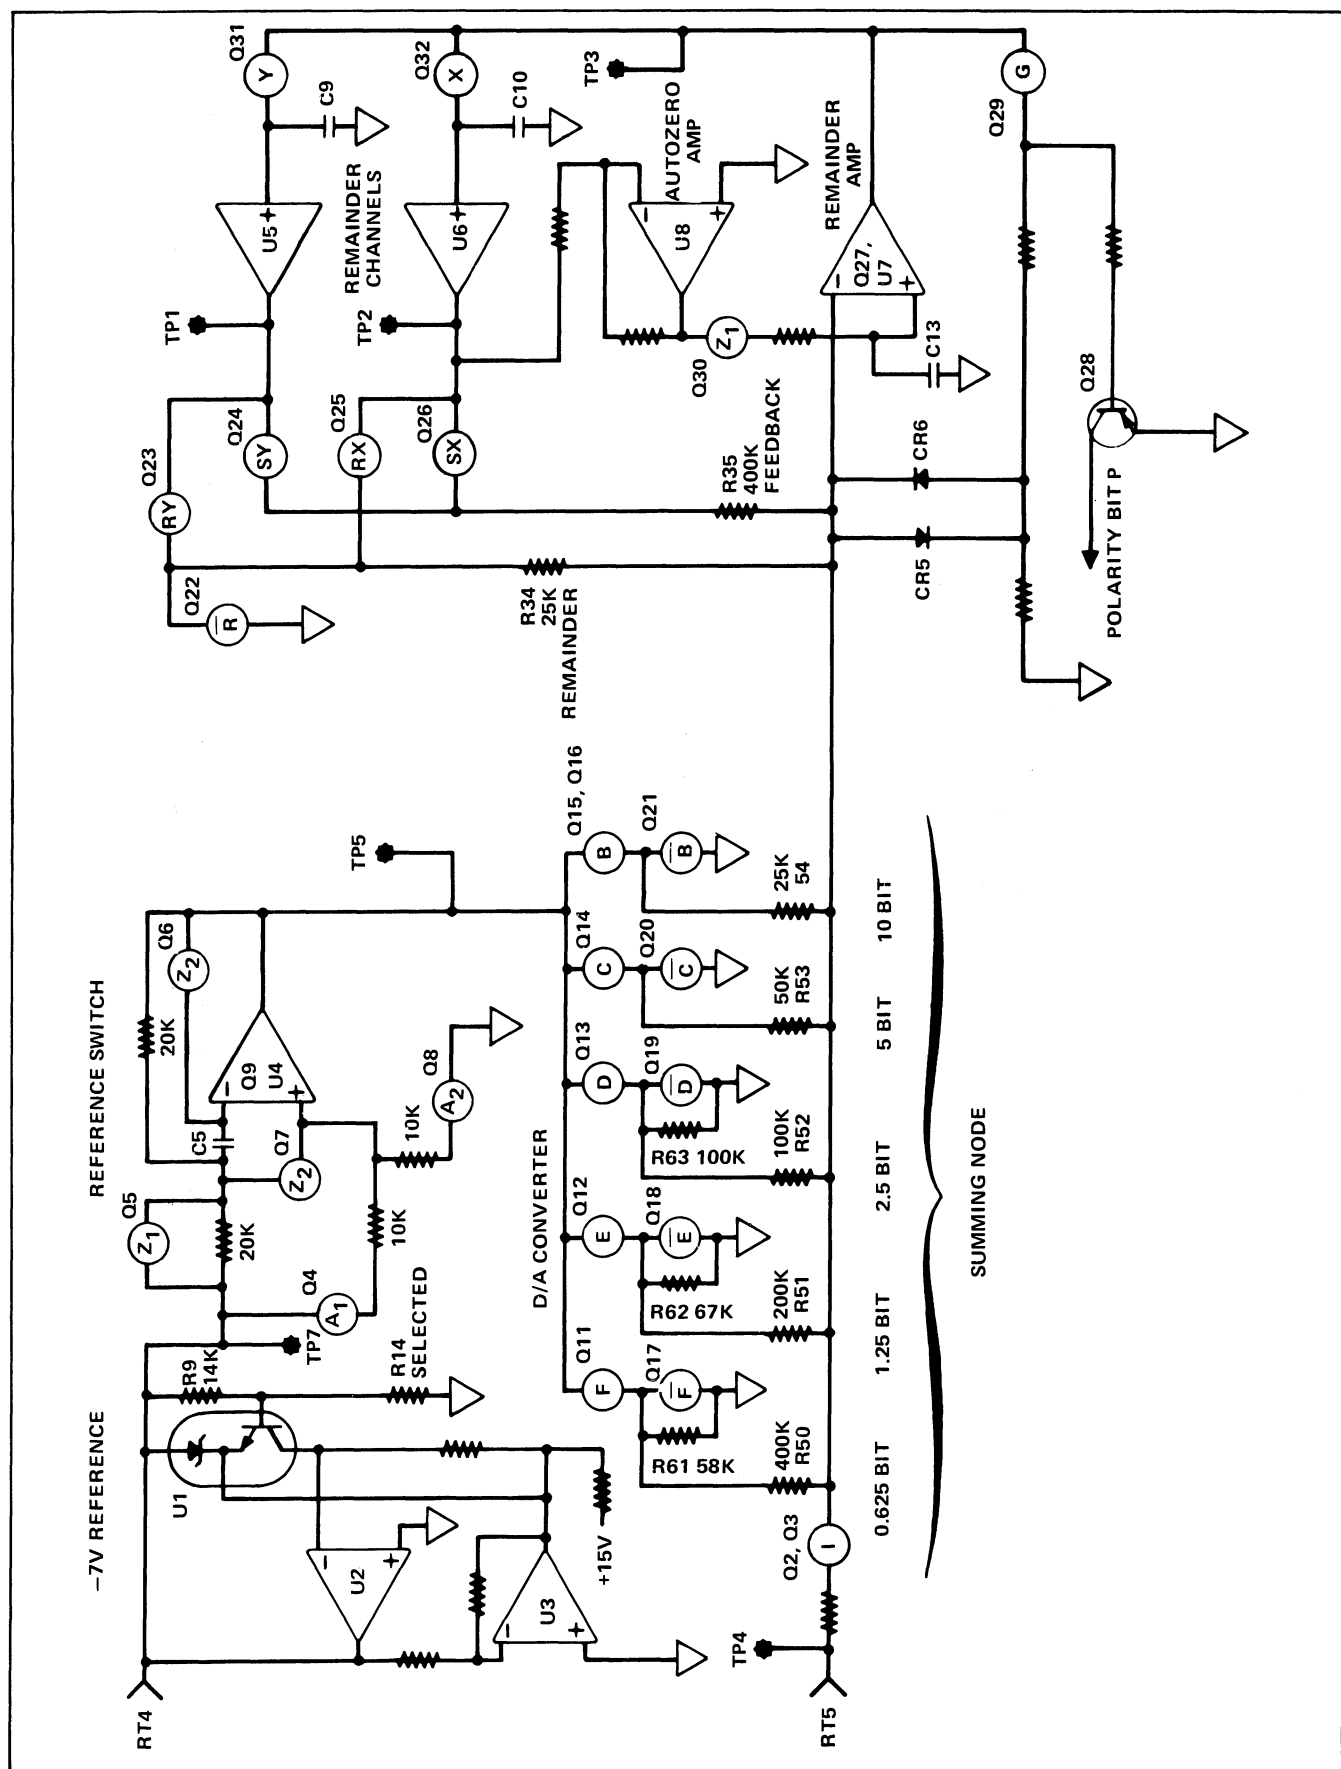 −7V REFERENCE
REFERENCE SWITCH
RT4
U1
R9
14K
TP7
R14
SELECTED
Q4
A1
Q5
Z1
20K
10K
C5
Q7
Z2
10K
Q8
A2
20K
Q6
Z2
Q9
U4
−
+
TP5
U2
−
+
U3
−
+
+15V
D/A CONVERTER
Q11
F
Q17
F
R61 58K
400K
R50
Q12
E
Q18
E
R62 67K
200K
R51
Q13
D
Q19
D
R63 100K
100K
R52
Q14
C
Q20
C
50K
R53
Q15, Q16
B
Q21
B
25K
54
TP4
RT5
Q2, Q3
I
0.625 BIT
1.25 BIT
2.5 BIT
5 BIT
10 BIT
SUMMING NODE
Q22
R
Q23
RY
Q24
SY
TP1
U5
+
C9
Q31
Y
REMAINDER
CHANNELS
Q25
RX
Q26
SX
TP2
U6
+
C10
Q32
X
R34
25K
REMAINDER
R35
400K
FEEDBACK
TP3
AUTOZERO
AMP
U8
−
+
Q30
Z1
REMAINDER
AMP
Q27,
U7
−
+
C13
CR5
CR6
Q29
G
Q28
POLARITY BIT P